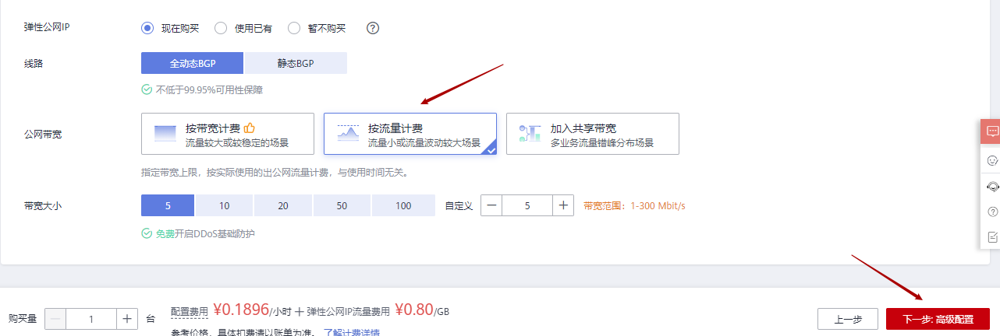 弹性公网IP 现在购买 使用已有 暂不购买
线路 全动态BGP 静态BGP
不低于99.95%可用性保障
公网带宽 按带宽计费 按流量计费 加入共享带宽
流量较大或较稳定的场景 流量小或流量波动较大场景 多业务流量错峰分布场景
指定带宽上限，按实际使用的出公网流量计费，与使用时间无关。
带宽大小 5 10 20 50 100 自定义 — 5 + 带宽范围：1-300 Mbit/s
免费开启DDoS基础防护
购买量 — 1 + 台 配置费用 ¥0.1896/小时 + 弹性公网IP流量费用 ¥0.80/GB 上一步 下一步: 高级配置
参考价格，具体扣费请以账单为准。 了解计费详情